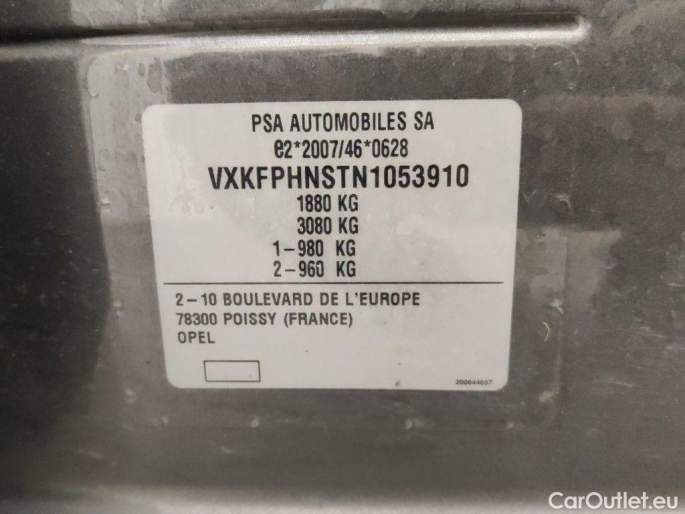 PSA AUTOMOBILES SA
e2*2007/46*0628
VXKFPHNSTN1053910
1880 KG
3080 KG
1-980 KG
2-960 KG
2-10 BOULEVARD DE L'EUROPE
78300 POISSY (FRANCE)
OPEL
CarOutlet.eu